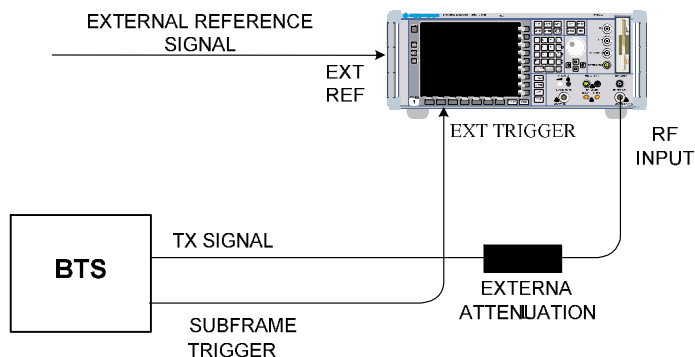 EXTERNAL REFERENCE
SIGNAL
EXT
REF
EXT TRIGGER
RF
INPUT
BTS
TX SIGNAL
EXTERNA
ATTENUATION
SUBFRAME
TRIGGER